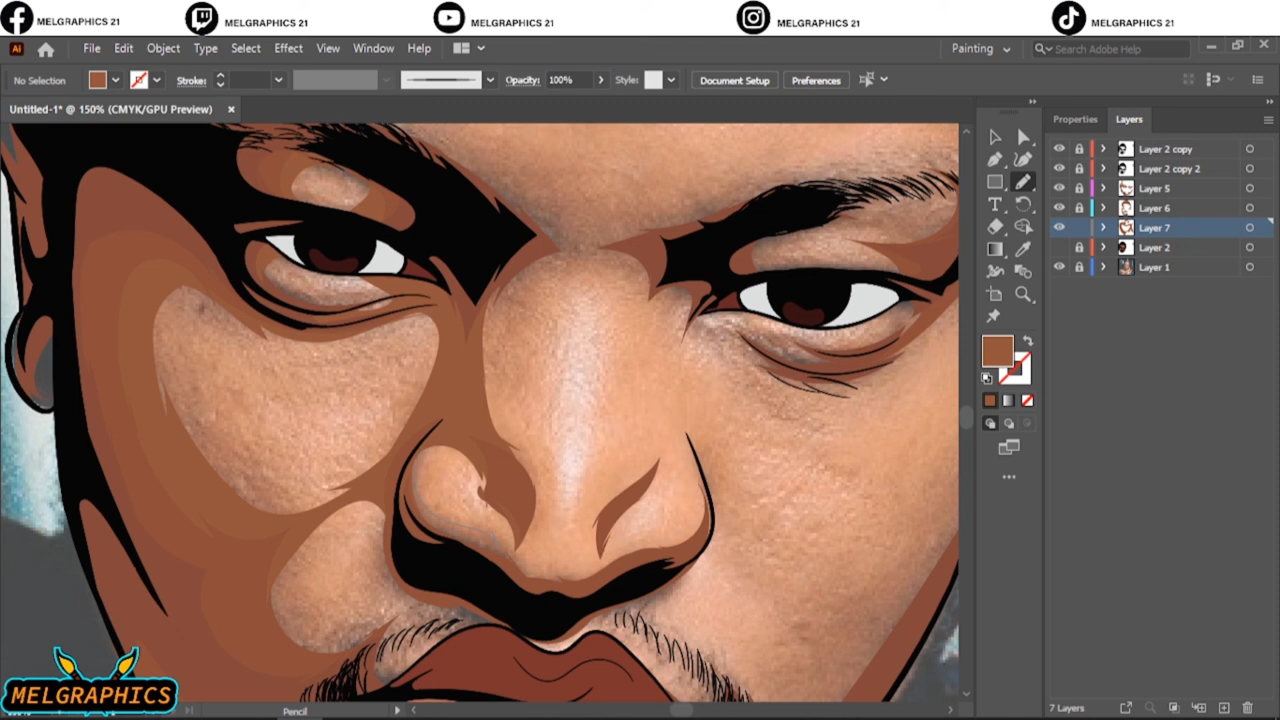 MELGRAPHICS 21
MELGRAPHICS 21
MELGRAPHICS 21
MELGRAPHICS 21
MELGRAPHICS 21
Ai File Edit Object Type Select Effect View Window Help Painting Search Adobe Help
No Selection Stroke: Opacity: 100% Style: Document Setup Preferences
Untitled-1* @ 150% (CMYK/GPU Preview)
Properties Layers
Layer 2 copy
Layer 2 copy 2
Layer 5
Layer 6
Layer 7
Layer 2
Layer 1
MELGRAPHICS
Pencil
7 Layers